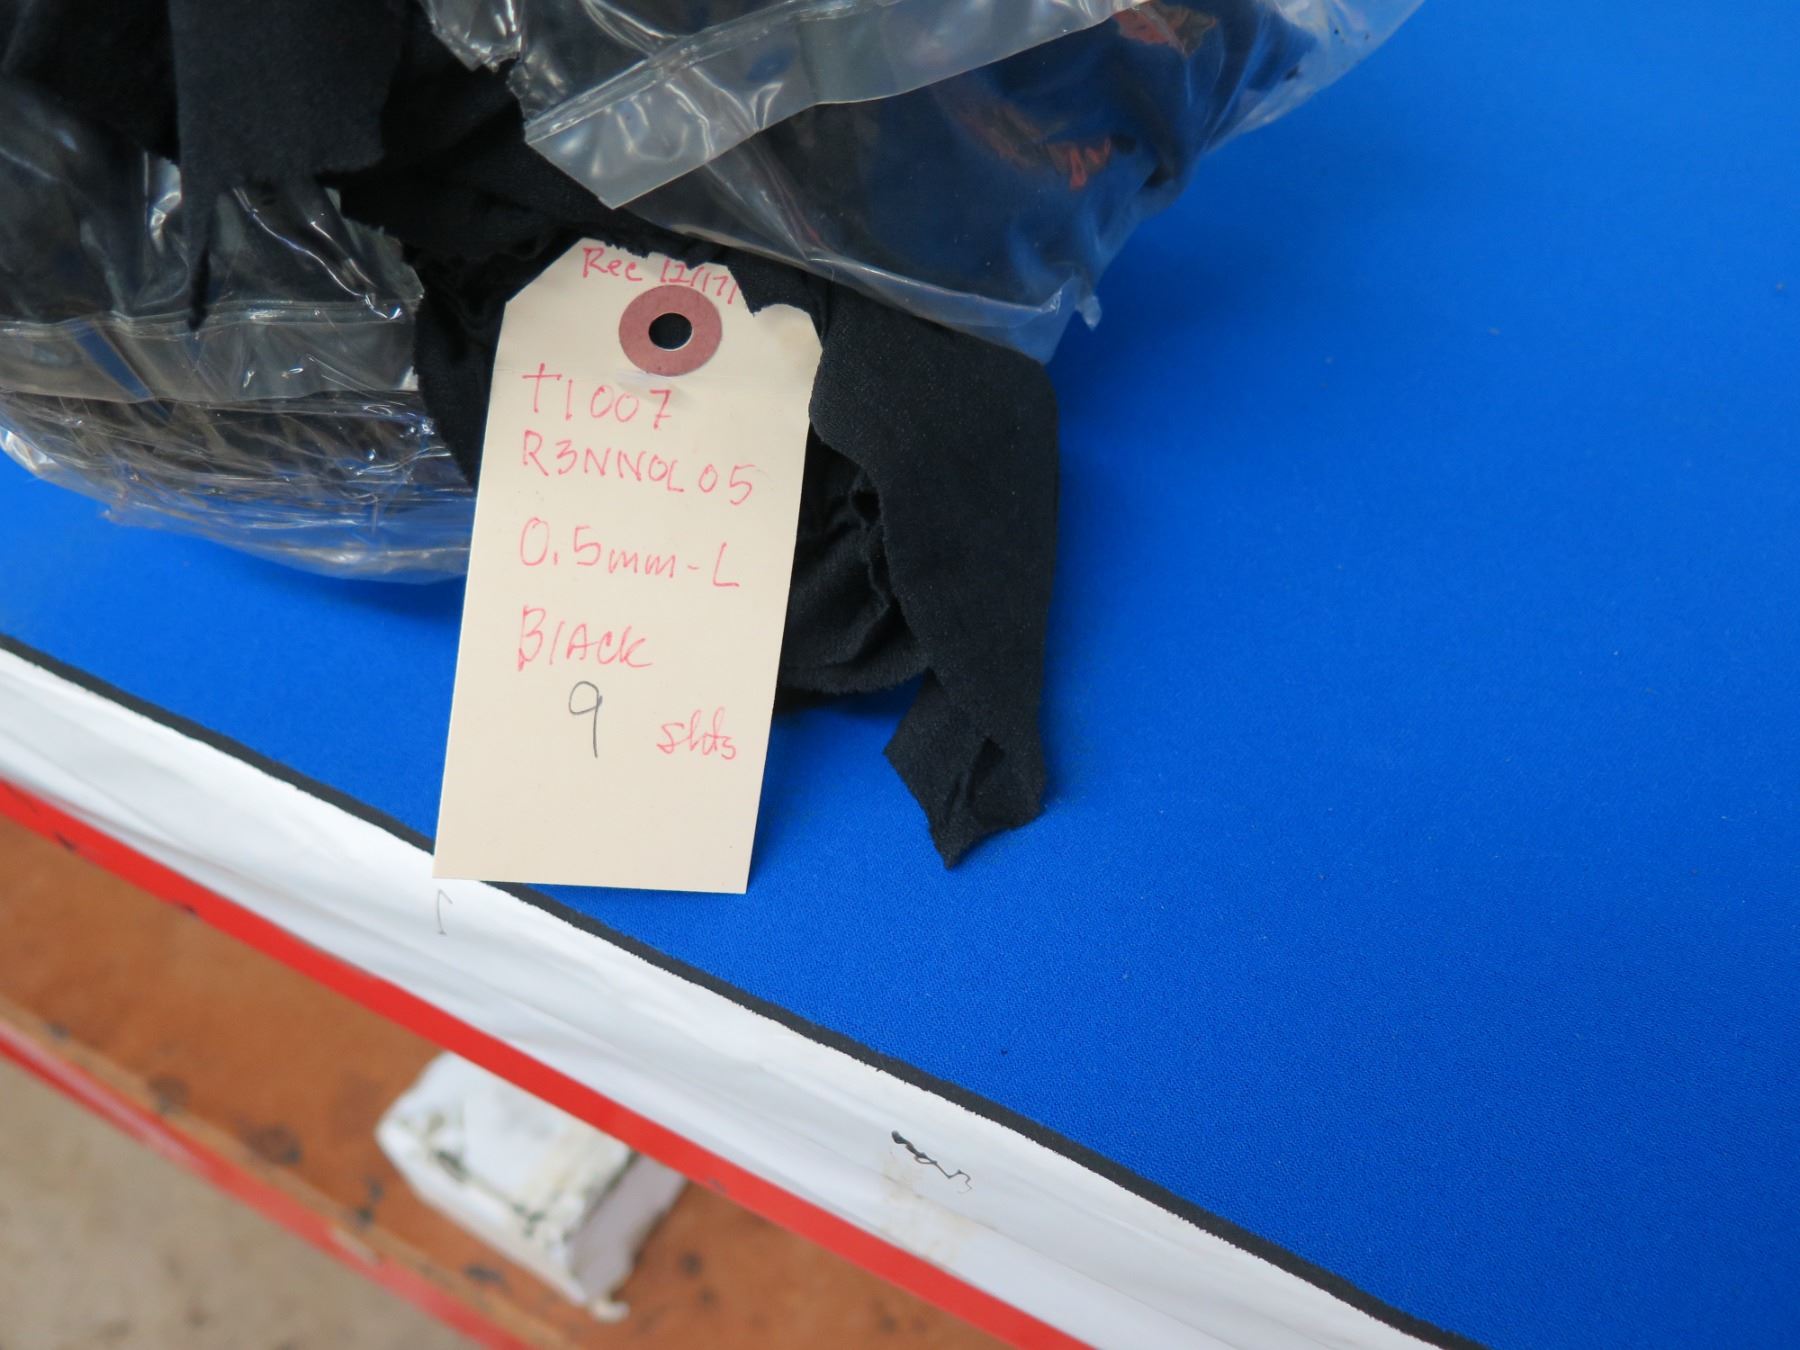 Rec 12/17/
T1007
R3NNOL05
0.5mm-L
Black
9 shts